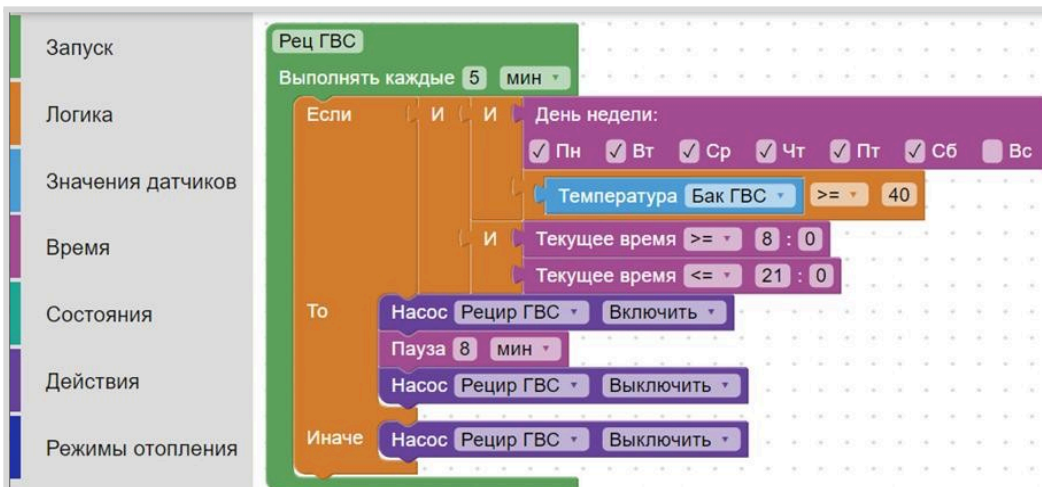 Запуск
Логика
Значения датчиков
Время
Состояния
Действия
Режимы отопления
Рец ГВС
Выполнять каждые 5 мин
Если И И День недели:
Пн Вт Ср Чт Пт Сб Вс
Температура Бак ГВС >= 40
И Текущее время >= 8 : 0
Текущее время <= 21 : 0
То Насос Рецир ГВС Включить
Пауза 8 мин
Насос Рецир ГВС Выключить
Иначе Насос Рецир ГВС Выключить